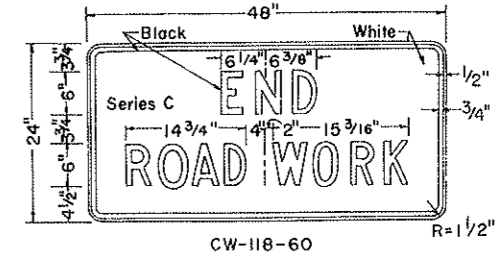 48"
Black White
6 1/4" 6 3/8"
END
1/2"
Series C
3/4"
14 3/4" 4" 2" 15 3/16"
ROAD WORK
24"
3 3/4"
6"
3 3/4"
6"
4 1/2"
R=1 1/2"
CW-118-60